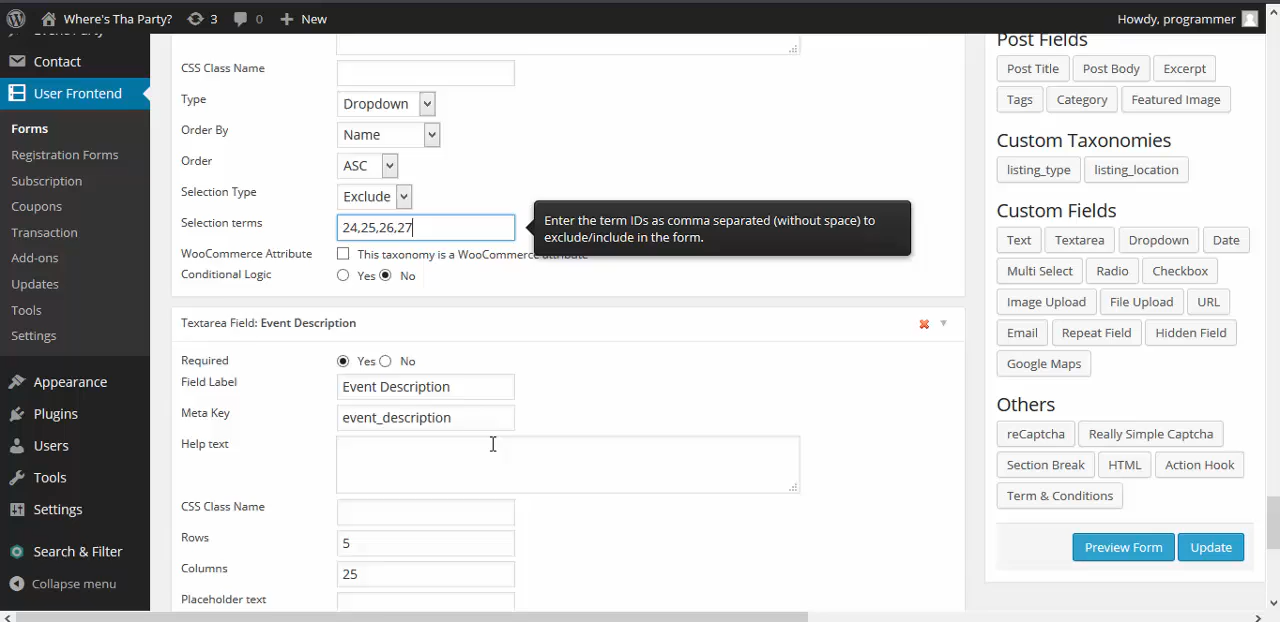 Where's Tha Party? 3 0 New Howdy, programmer
Contact
User Frontend
Forms
Registration Forms
Subscription
Coupons
Transaction
Add-ons
Updates
Tools
Settings
Appearance
Plugins
Users
Tools
Settings
Search & Filter
Collapse menu
CSS Class Name
Type Dropdown
Order By Name
Order ASC
Selection Type Exclude
Selection terms 24,25,26,27
Enter the term IDs as comma separated (without space) to
exclude/include in the form.
WooCommerce Attribute This taxonomy is a WooCommerce attribute
Conditional Logic Yes No
Textarea Field: Event Description
Required Yes No
Field Label Event Description
Meta Key event_description
Help text
CSS Class Name
Rows 5
Columns 25
Placeholder text
Post Fields
Post Title Post Body Excerpt
Tags Category Featured Image
Custom Taxonomies
listing_type listing_location
Custom Fields
Text Textarea Dropdown Date
Multi Select Radio Checkbox
Image Upload File Upload URL
Email Repeat Field Hidden Field
Google Maps
Others
reCaptcha Really Simple Captcha
Section Break HTML Action Hook
Term & Conditions
Preview Form Update